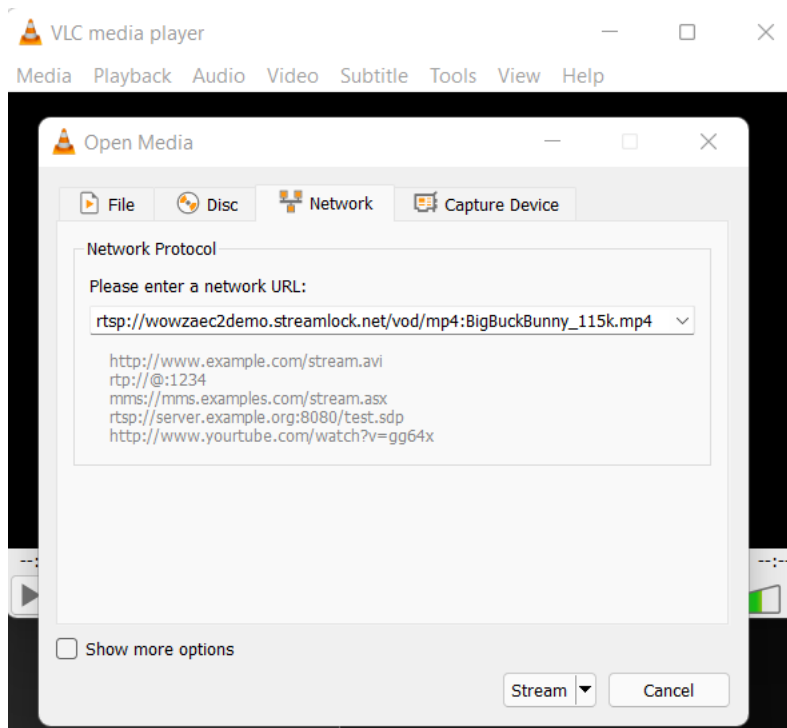 VLC media player
Media Playback Audio Video Subtitle Tools View Help
Open Media
File Disc Network Capture Device
Network Protocol
Please enter a network URL:
rtsp://wowzaec2demo.streamlock.net/vod/mp4:BigBuckBunny_115k.mp4
http://www.example.com/stream.avi
rtp://@:1234
mms://mms.examples.com/stream.asx
rtsp://server.example.org:8080/test.sdp
http://www.yourtube.com/watch?v=gg64x
--: --:--
Show more options
Stream Cancel